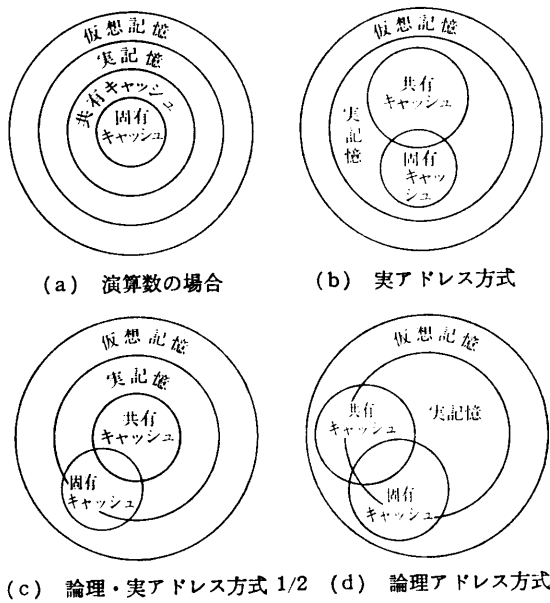 仮想記憶
実記憶
共有キャッシュ
固有
キャッシュ
(a) 演算数の場合
仮想記憶
共有
キャッシュ
実記憶
固有
キャッ
シュ
(b) 実アドレス方式
仮想記憶
実記憶
共有
キャッシュ
固有
キャッシュ
(c) 論理・実アドレス方式 1/2
仮想記憶
共有
キャッシュ
実記憶
固有
キャッシュ
(d) 論理アドレス方式